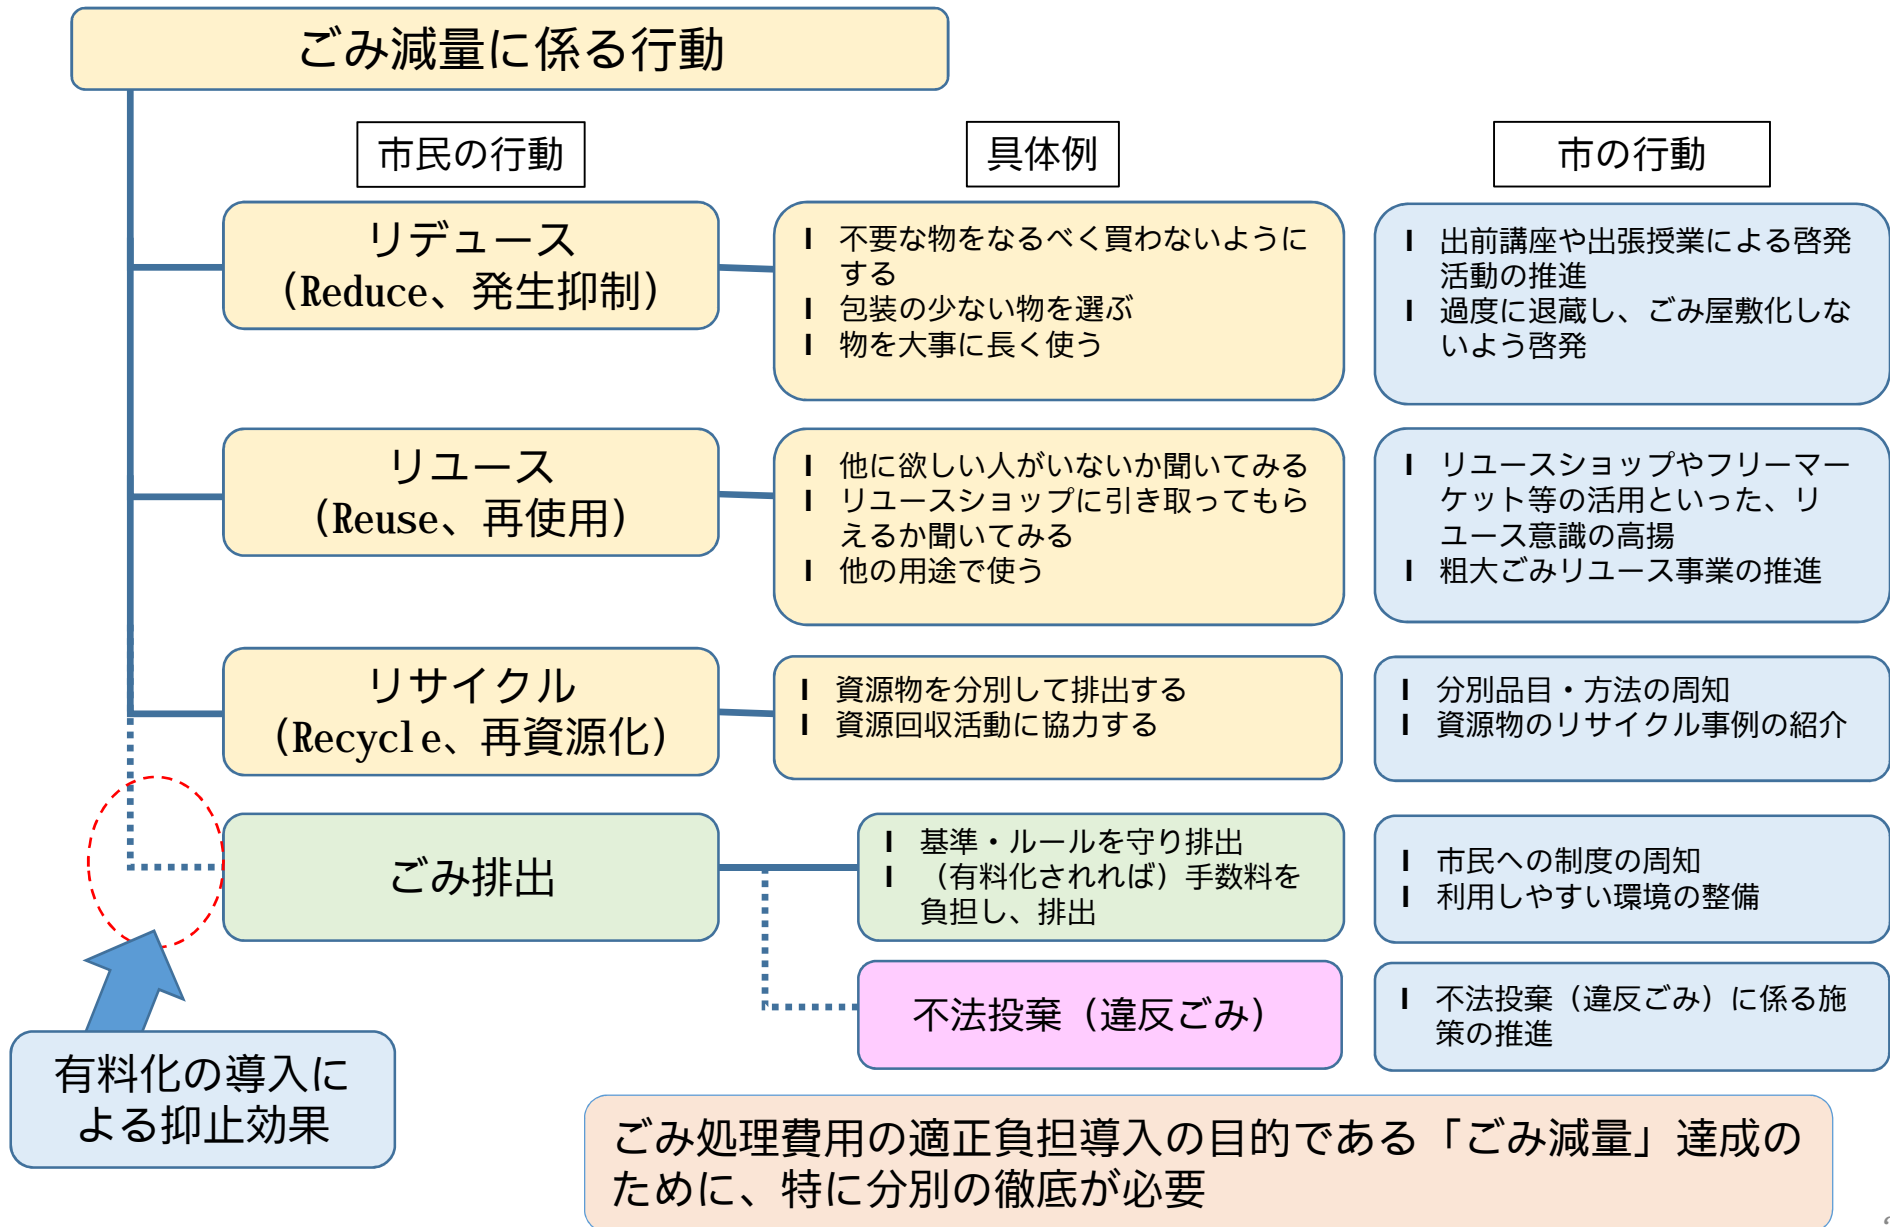 ごみ減量に係る行動
市民の行動
具体例
市の行動
リデュース
（Reduce、発生抑制）
l 不要な物をなるべく買わないように
する
l 包装の少ない物を選ぶ
l 物を大事に長く使う
l 出前講座や出張授業による啓発
活動の推進
l 過度に退蔵し、ごみ屋敷化しな
いよう啓発
リユース
（Reuse、再使用）
l 他に欲しい人がいないか聞いてみる
l リユースショップに引き取ってもら
えるか聞いてみる
l 他の用途で使う
l リユースショップやフリーマー
ケット等の活用といった、リ
ユース意識の高揚
l 粗大ごみリユース事業の推進
リサイクル
（Recycle、再資源化）
l 資源物を分別して排出する
l 資源回収活動に協力する
l 分別品目・方法の周知
l 資源物のリサイクル事例の紹介
ごみ排出
l 基準・ルールを守り排出
l （有料化されれば）手数料を
負担し、排出
l 市民への制度の周知
l 利用しやすい環境の整備
不法投棄（違反ごみ）
l 不法投棄（違反ごみ）に係る施
策の推進
有料化の導入に
よる抑止効果
ごみ処理費用の適正負担導入の目的である「ごみ減量」達成の
ために、特に分別の徹底が必要